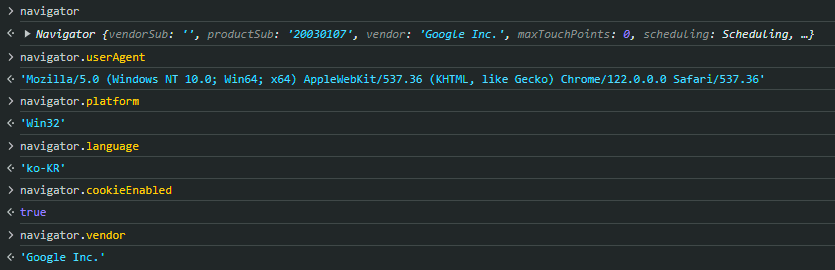 > navigator
<· ▶ Navigator {vendorSub: '', productSub: '20030107', vendor: 'Google Inc.', maxTouchPoints: 0, scheduling: Scheduling, …}
> navigator.userAgent
<· 'Mozilla/5.0 (Windows NT 10.0; Win64; x64) AppleWebKit/537.36 (KHTML, like Gecko) Chrome/122.0.0.0 Safari/537.36'
> navigator.platform
<· 'Win32'
> navigator.language
<· 'ko-KR'
> navigator.cookieEnabled
<· true
> navigator.vendor
<· 'Google Inc.'